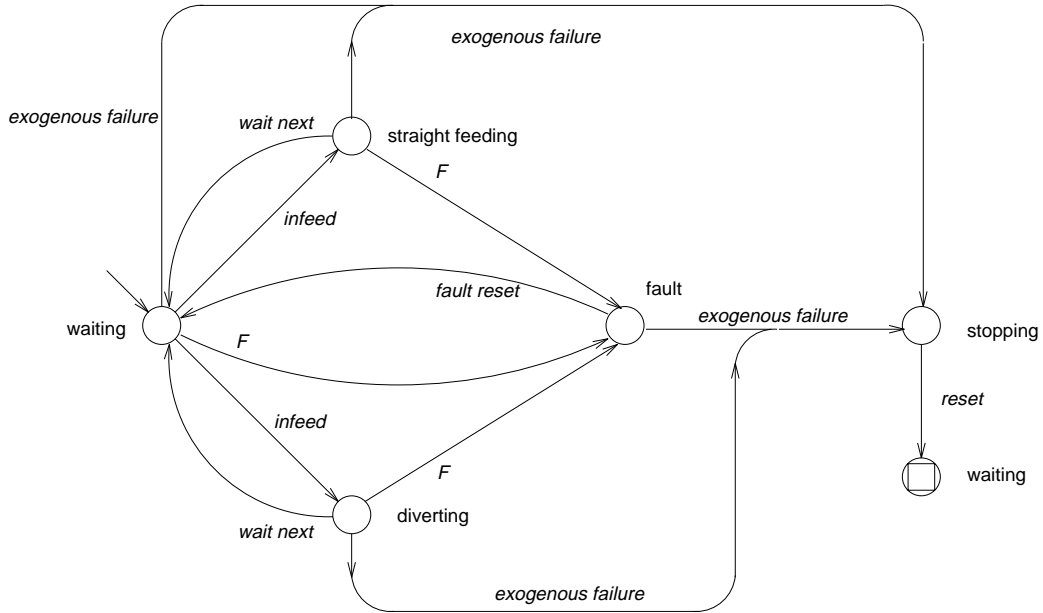 exogenous failure
exogenous failure
wait next
straight feeding
F
infeed
fault reset
fault
exogenous failure
waiting
F
stopping
infeed
reset
F
waiting
diverting
wait next
exogenous failure